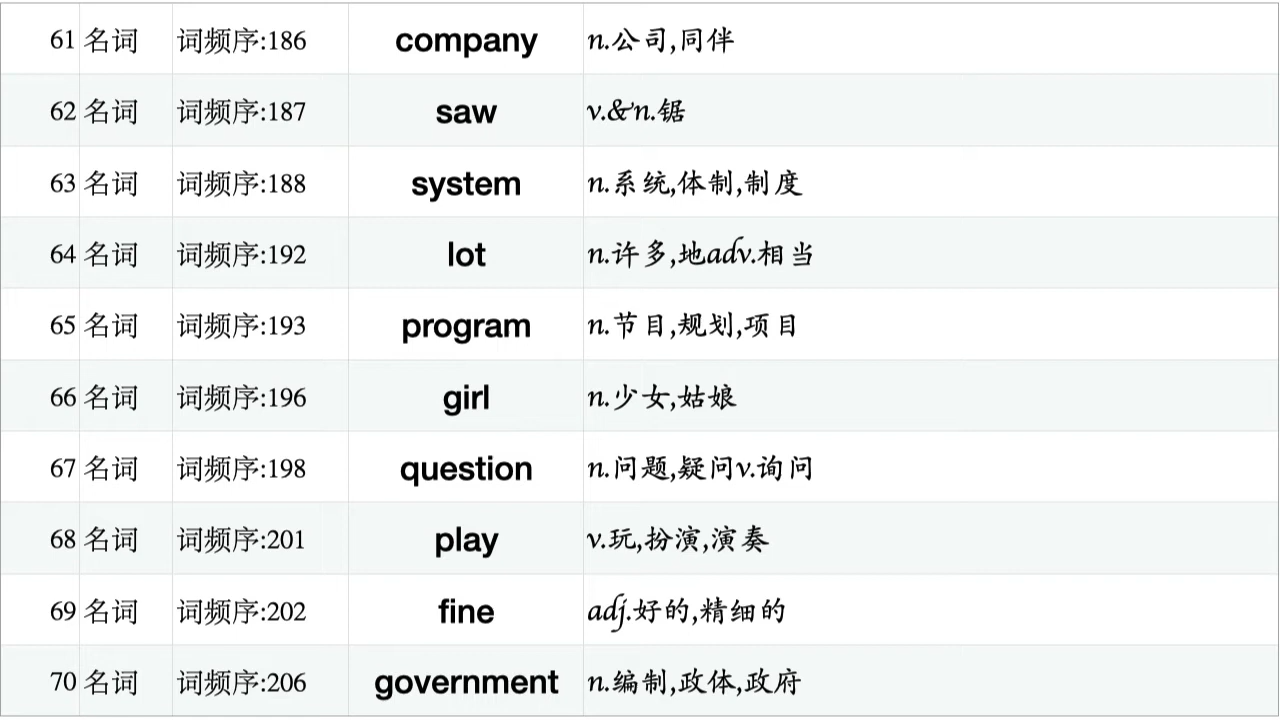 61 名词 词频序:186 company n.公司,同伴
62 名词 词频序:187 saw v.&n.锯
63 名词 词频序:188 system n.系统,体制,制度
64 名词 词频序:192 lot n.许多,地adv.相当
65 名词 词频序:193 program n.节目,规划,项目
66 名词 词频序:196 girl n.少女,姑娘
67 名词 词频序:198 question n.问题,疑问v.询问
68 名词 词频序:201 play v.玩,扮演,演奏
69 名词 词频序:202 fine adj.好的,精细的
70 名词 词频序:206 government n.编制,政体,政府